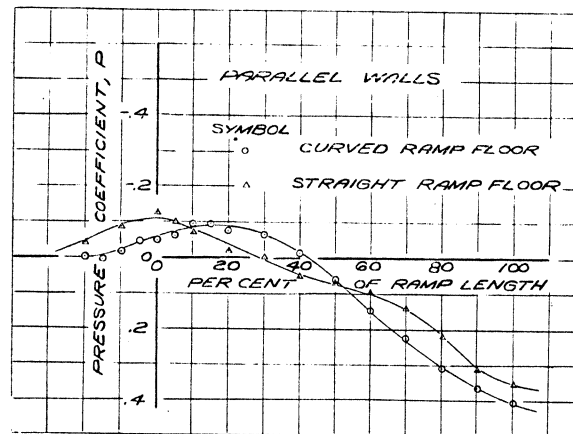 PARALLEL WALLS
SYMBOL
CURVED RAMP FLOOR
STRAIGHT RAMP FLOOR
PRESSURE COEFFICIENT, P
-.4
-.2
0
.2
.4
0 20 40 60 80 100
PER CENT OF RAMP LENGTH